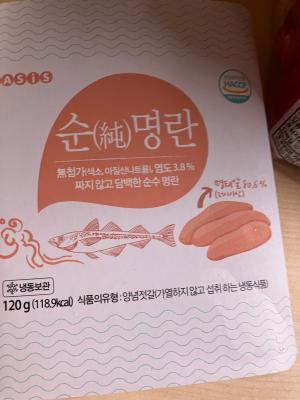 ASiS
HACCP
순(純)명란
無첨가(색소, 아질산나트륨), 염도 3.8%
짜지 않고 담백한 순수 명란
냉동보관
120g (118.9kcal) 식품의유형 : 양념젓갈(가열하지 않고 섭취 하는 냉동식품)